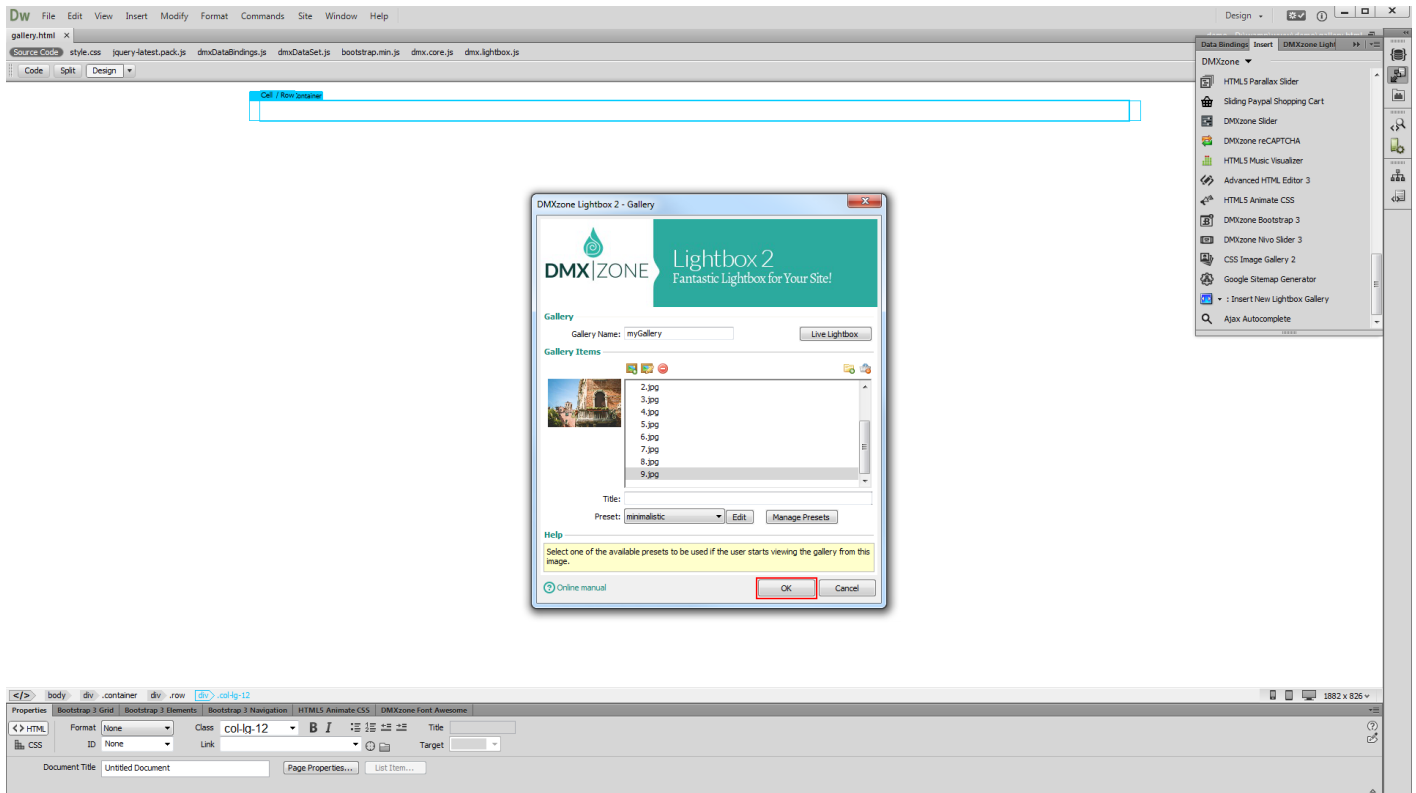 Dw File Edit View Insert Modify Format Commands Site Window Help Design
gallery.html ×
Source Code style.css jquery-latest.pack.js dmxDataBindings.js dmxDataSet.js bootstrap.min.js dmx.core.js dmx.lightbox.js
Code Split Design
Cell / Row
Data Bindings Insert DMXzone Light
DMXzone
HTML5 Parallax Slider
Sliding Paypal Shopping Cart
DMXzone Slider
DMXzone reCAPTCHA
HTML5 Music Visualizer
Advanced HTML Editor 3
HTML5 Animate CSS
DMXzone Bootstrap 3
DMXzone Nivo Slider 3
CSS Image Gallery 2
Google Sitemap Generator
: Insert New Lightbox Gallery
Ajax Autocomplete
DMXzone Lightbox 2 - Gallery
DMX|ZONE
Lightbox 2
Fantastic Lightbox for Your Site!
Gallery
Gallery Name: myGallery Live Lightbox
Gallery Items
2.jpg
3.jpg
4.jpg
5.jpg
6.jpg
7.jpg
8.jpg
9.jpg
Title:
Preset: minimalistic Edit Manage Presets
Help
Select one of the available presets to be used if the user starts viewing the gallery from this
image.
Online manual OK Cancel
</> body div .container div .row div .col-lg-12 1882 x 826
Properties Bootstrap 3 Grid Bootstrap 3 Elements Bootstrap 3 Navigation HTML5 Animate CSS DMXzone Font Awesome
<> HTML Format None Class col-lg-12 B I Title
CSS ID None Link Target
Document Title Untitled Document Page Properties... List Item...